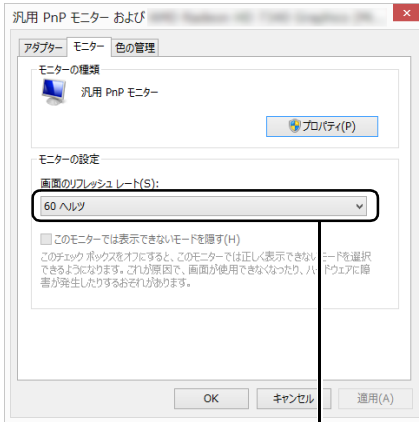 汎用 PnP モニター および
アダプター モニター 色の管理
モニターの種類
汎用 PnP モニター
プロパティ(P)
モニターの設定
画面のリフレッシュ レート(S):
60 ヘルツ
このモニターでは表示できないモードを隠す(H)
このチェック ボックスをオフにすると、このモニターでは正しく表示できないモードを選択
できるようになります。これが原因で、画面が使用できなくなったり、ハードウェアに障
害が発生したりするおそれがあります。
OK キャンセル 適用(A)